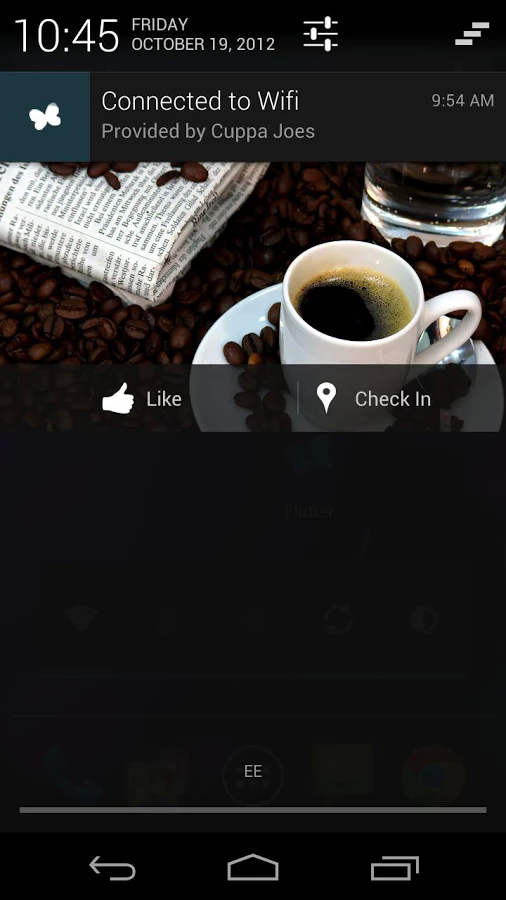 10:45
FRIDAY
OCTOBER 19, 2012
Connected to Wifi
9:54 AM
Provided by Cuppa Joes
Like
Check In
Flutter
EE